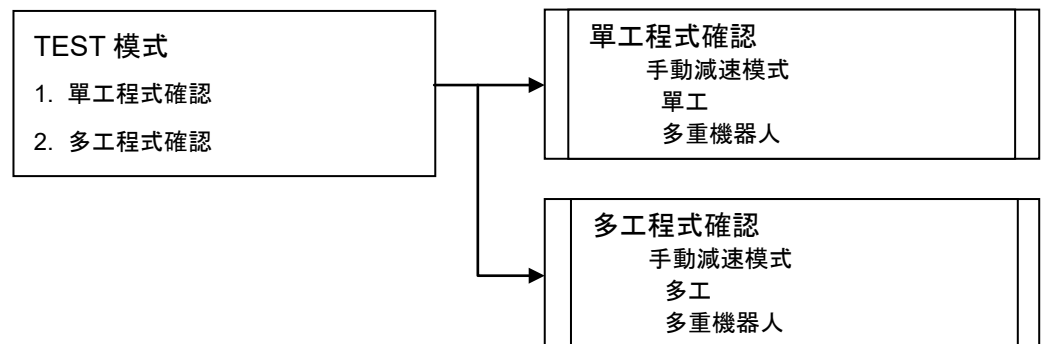 TEST 模式
1. 單工程式確認
2. 多工程式確認
單工程式確認
手動減速模式
單工
多重機器人
多工程式確認
手動減速模式
多工
多重機器人